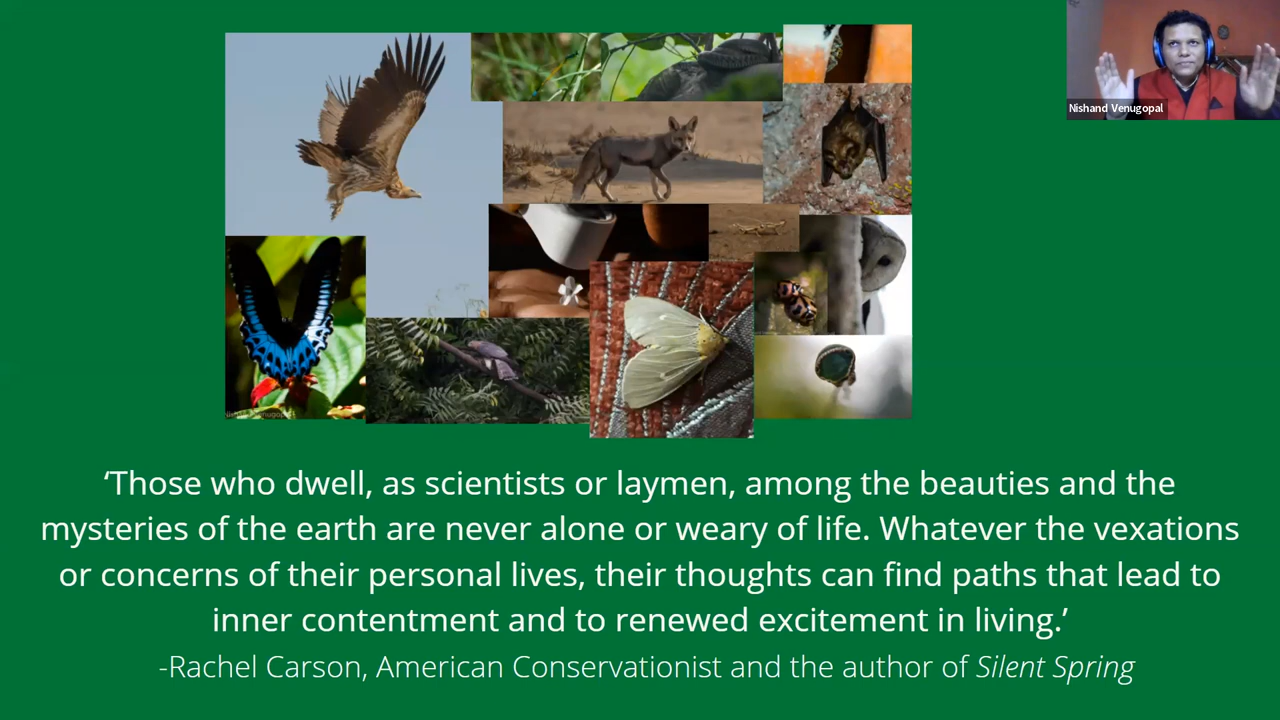 Nishand Venugopal
‘Those who dwell, as scientists or laymen, among the beauties and the
mysteries of the earth are never alone or weary of life. Whatever the vexations
or concerns of their personal lives, their thoughts can find paths that lead to
inner contentment and to renewed excitement in living.’
-Rachel Carson, American Conservationist and the author of Silent Spring